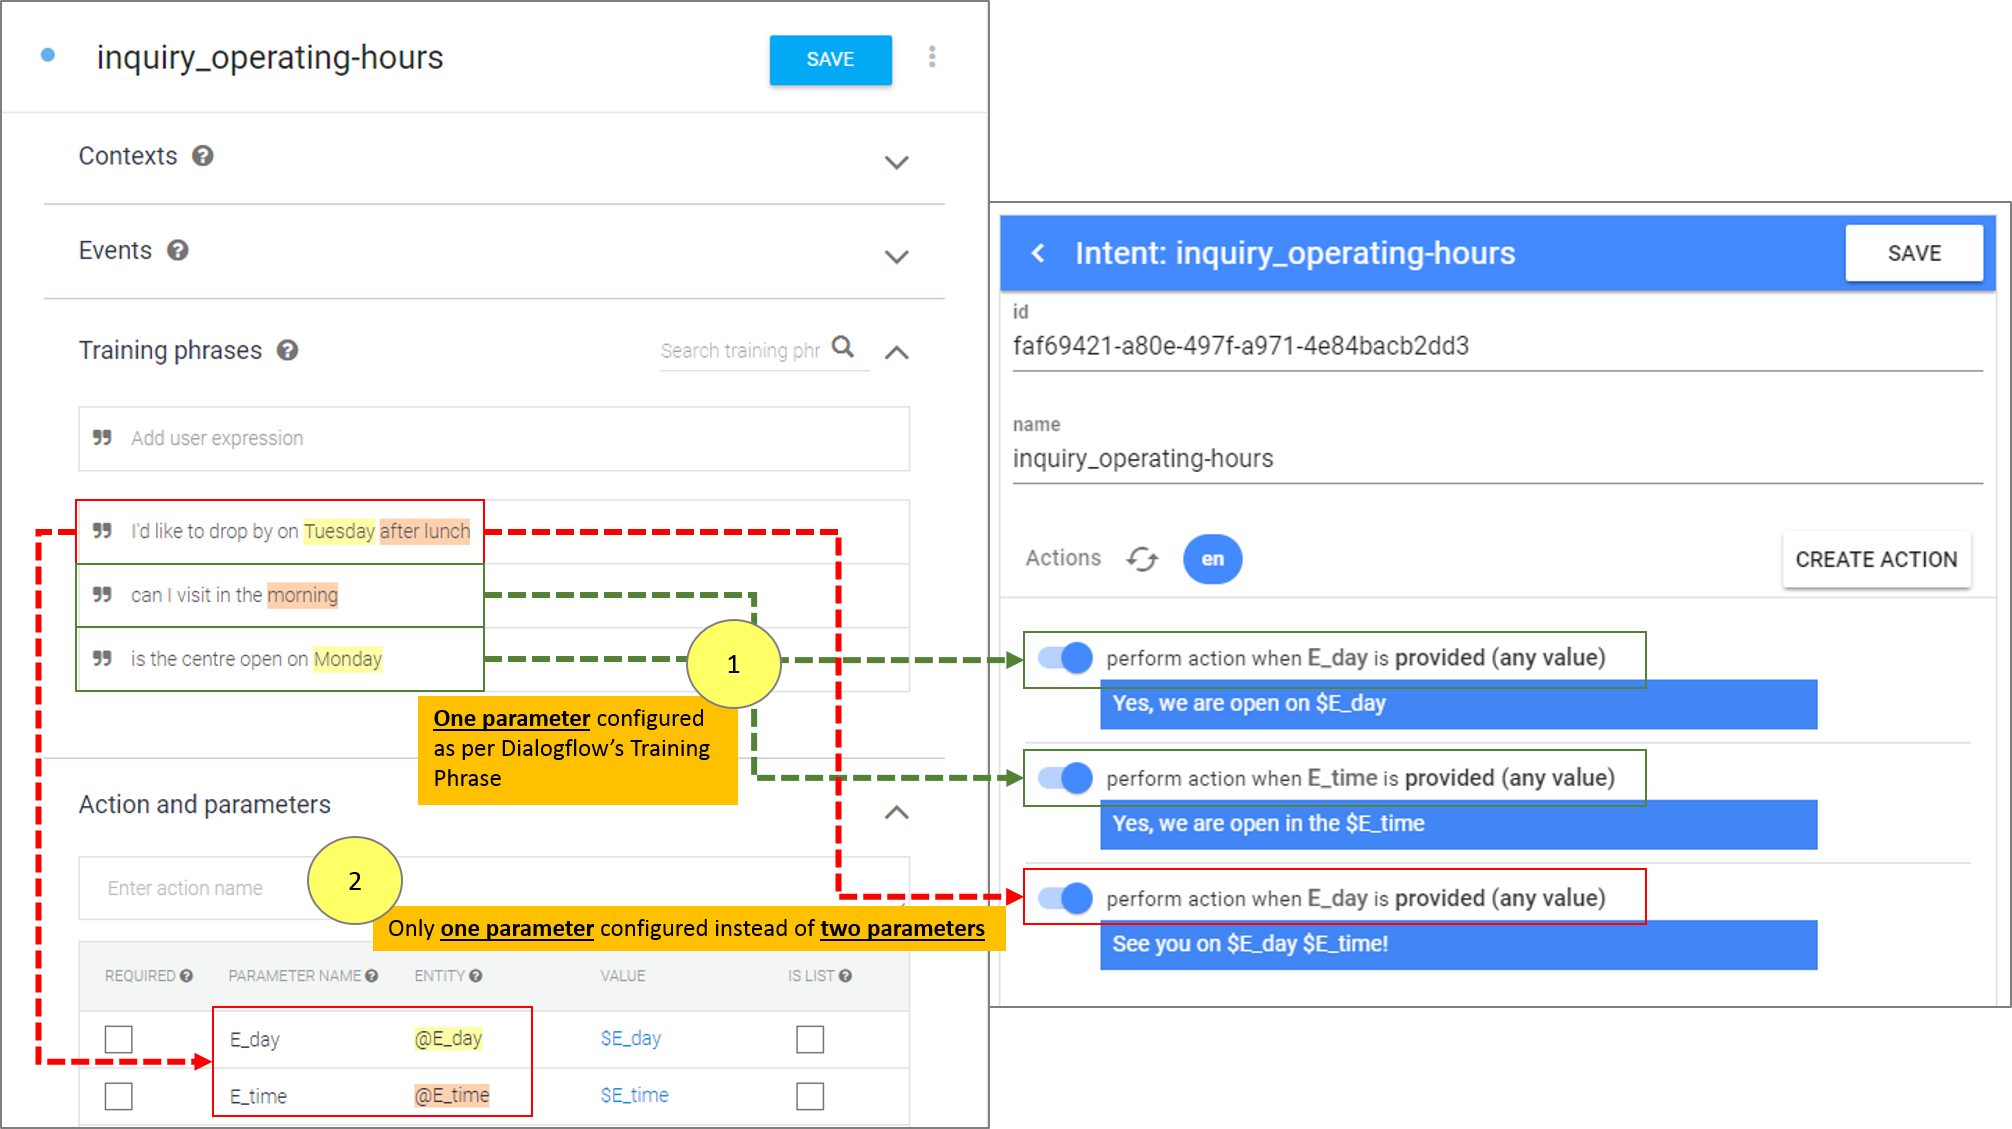 inquiry_operating-hours
SAVE
Contexts
Events
Training phrases
Search training phr
Add user expression
I'd like to drop by on Tuesday after lunch
can I visit in the morning
is the centre open on Monday
1
One parameter configured
as per Dialogflow's Training
Phrase
Action and parameters
2
Enter action name
Only one parameter configured instead of two parameters
REQUIRED PARAMETER NAME ENTITY VALUE IS LIST
E_day @E_day $E_day
E_time @E_time $E_time
Intent: inquiry_operating-hours
SAVE
id
faf69421-a80e-497f-a971-4e84bacb2dd3
name
inquiry_operating-hours
Actions en CREATE ACTION
perform action when E_day is provided (any value)
Yes, we are open on $E_day
perform action when E_time is provided (any value)
Yes, we are open in the $E_time
perform action when E_day is provided (any value)
See you on $E_day $E_time!